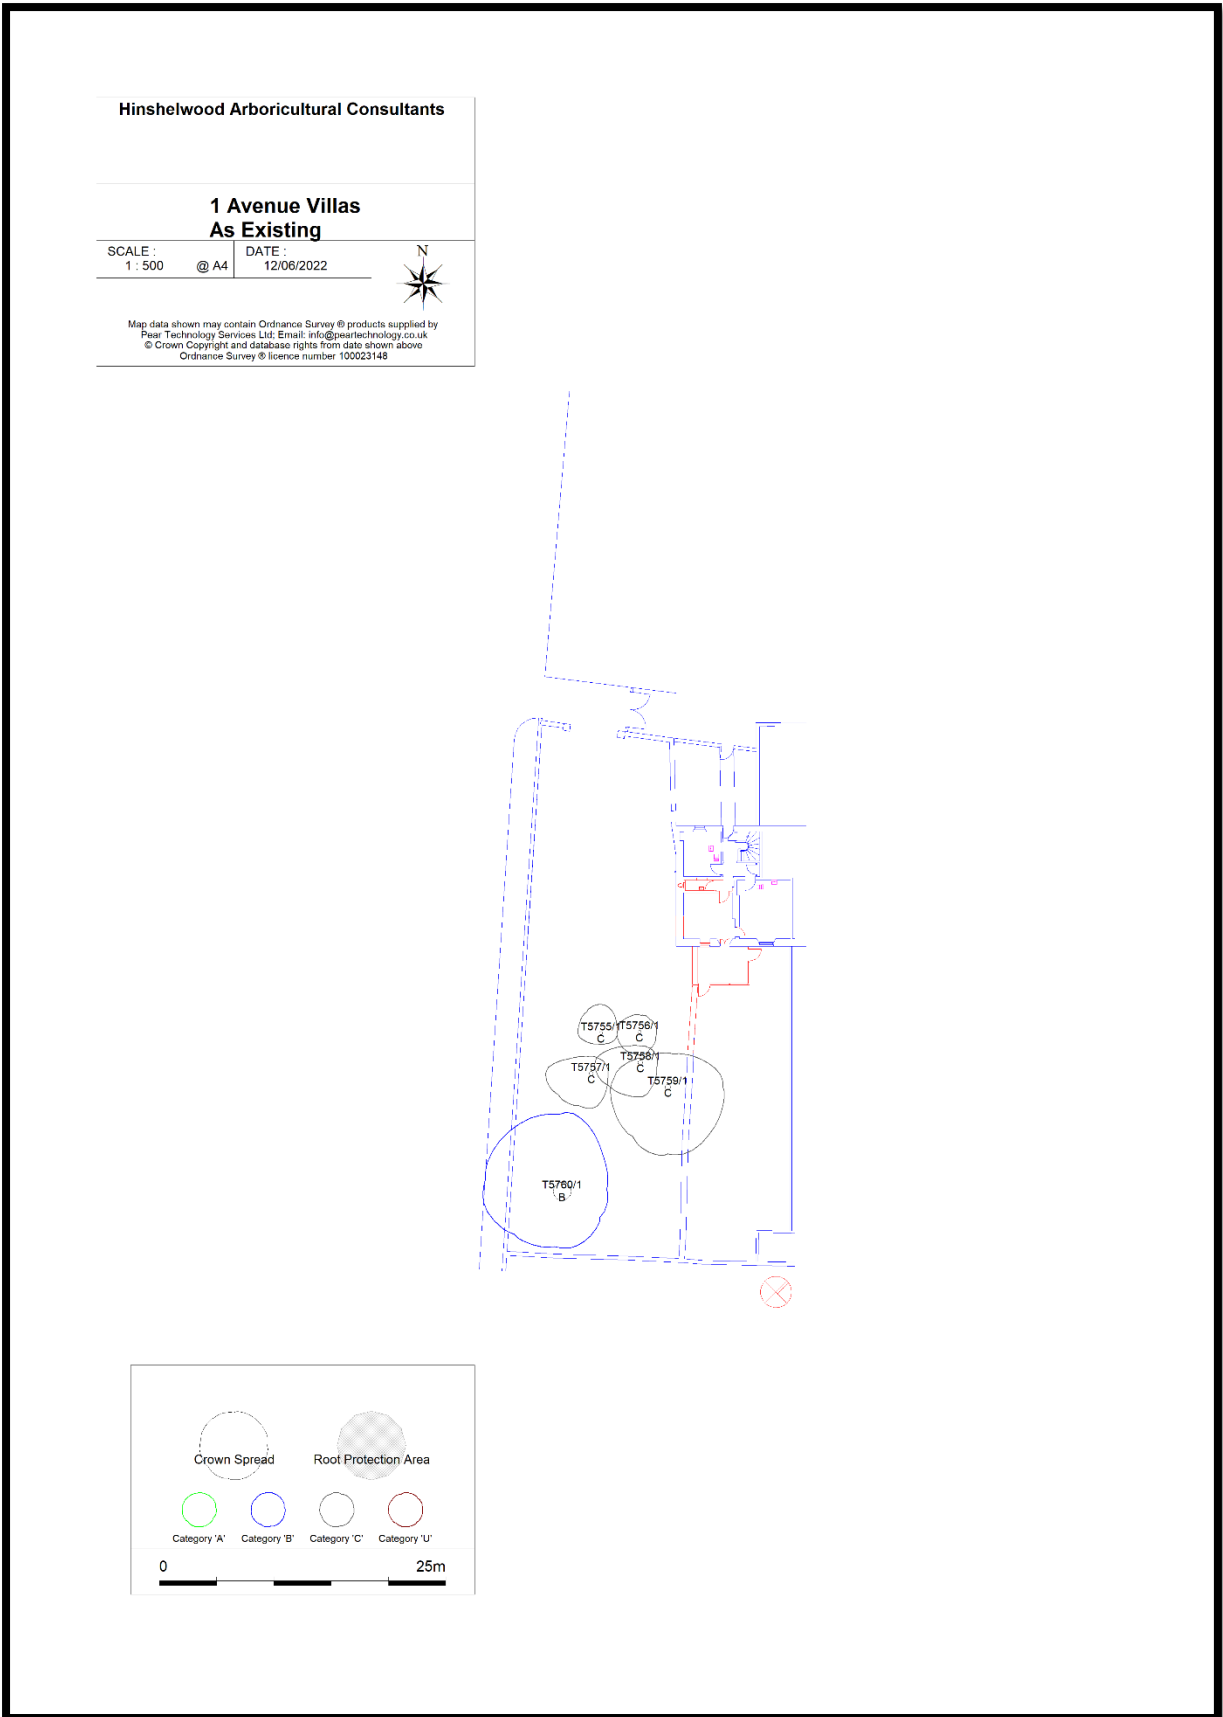 Hinshelwood Arboricultural Consultants
1 Avenue Villas
As Existing
SCALE :
1 : 500 @ A4
DATE :
12/06/2022
N
Map data shown may contain Ordnance Survey ® products supplied by
Pear Technology Services Ltd; Email: info@peartechnology.co.uk
© Crown Copyright and database rights from date shown above
Ordnance Survey ® licence number 100023148
T5755/1
C
T5756/1
C
T5757/1
C
T5758/1
C
T5759/1
C
T5760/1
B
Crown Spread
Root Protection Area
Category 'A'
Category 'B'
Category 'C'
Category 'U'
0
25m